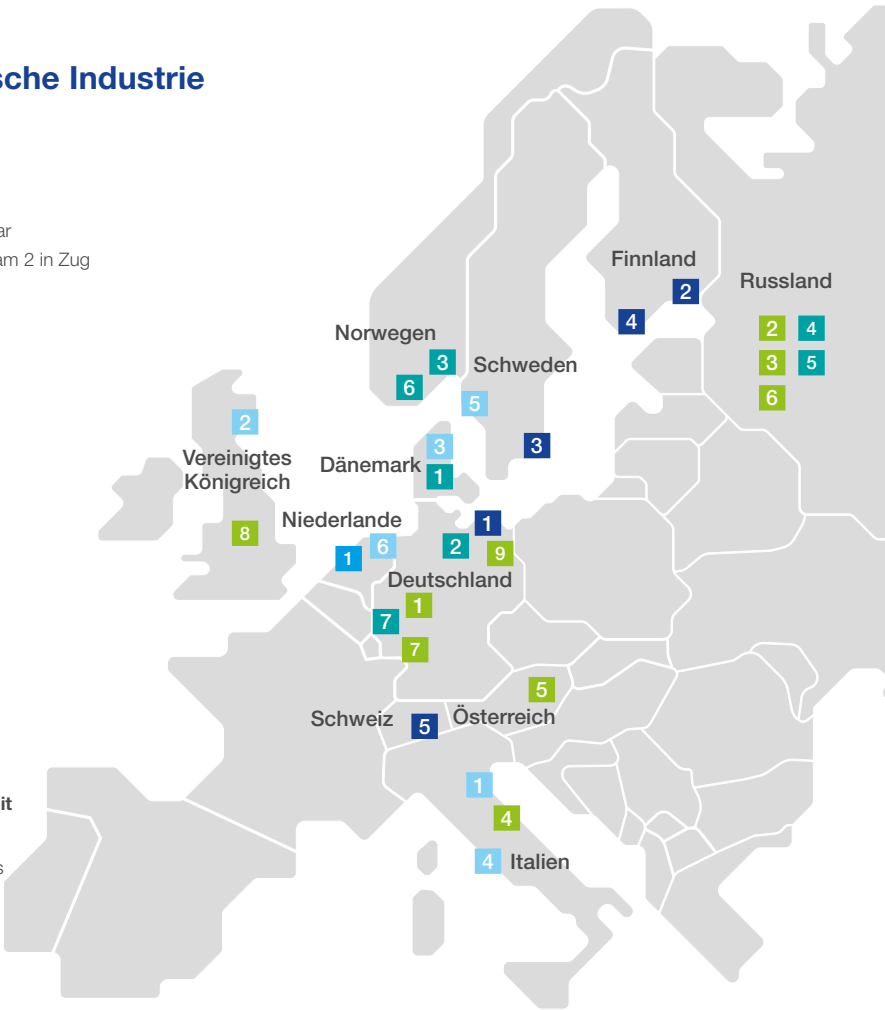 sche Industrie
ar
am 2 in Zug
Finnland
2
Russland
4
2
4
Norwegen
3
3
5
Schweden
6
6
5
2
3
3
Vereinigtes
Königreich
Dänemark
1
Niederlande
1
8
6
2
9
1
Deutschland
1
7
7
5
Schweiz
5
Österreich
1
it
4
s
4
Italien